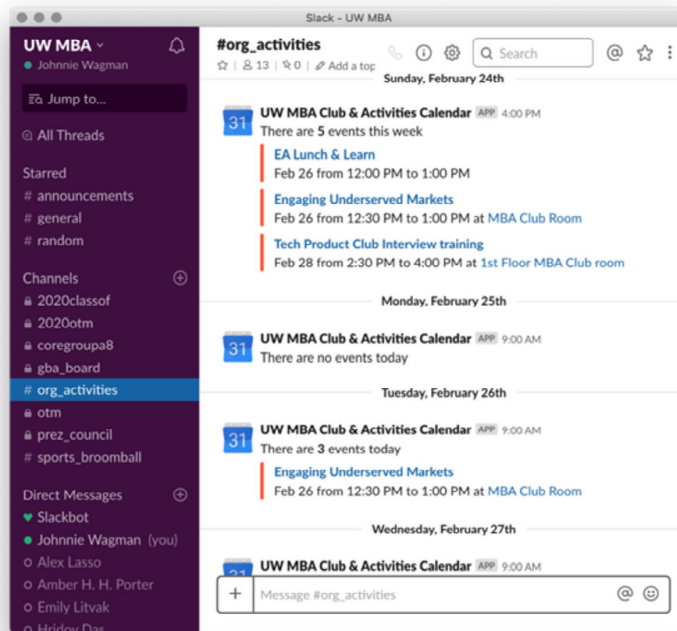 Slack - UW MBA
UW MBA
Johnnie Wagman
Jump to...
All Threads
Starred
# announcements
# general
# random
Channels
2020classof
2020otm
coregroupa8
gba_board
# org_activities
otm
prez_council
# sports_broomball
Direct Messages
Slackbot
Johnnie Wagman (you)
Alex Lasso
Amber H. H. Porter
Emily Litvak
Hridoy Das
#org_activities
13 | 0 | Add a top
Search
Sunday, February 24th
31
UW MBA Club & Activities Calendar APP 4:00 PM
There are 5 events this week
EA Lunch & Learn
Feb 26 from 12:00 PM to 1:00 PM
Engaging Underserved Markets
Feb 26 from 12:30 PM to 1:00 PM at MBA Club Room
Tech Product Club Interview training
Feb 28 from 2:30 PM to 4:00 PM at 1st Floor MBA Club room
Monday, February 25th
31
UW MBA Club & Activities Calendar APP 9:00 AM
There are no events today
Tuesday, February 26th
31
UW MBA Club & Activities Calendar APP 9:00 AM
There are 3 events today
Engaging Underserved Markets
Feb 26 from 12:30 PM to 1:00 PM at MBA Club Room
Wednesday, February 27th
31
UW MBA Club & Activities Calendar APP 9:00 AM
Message #org_activities